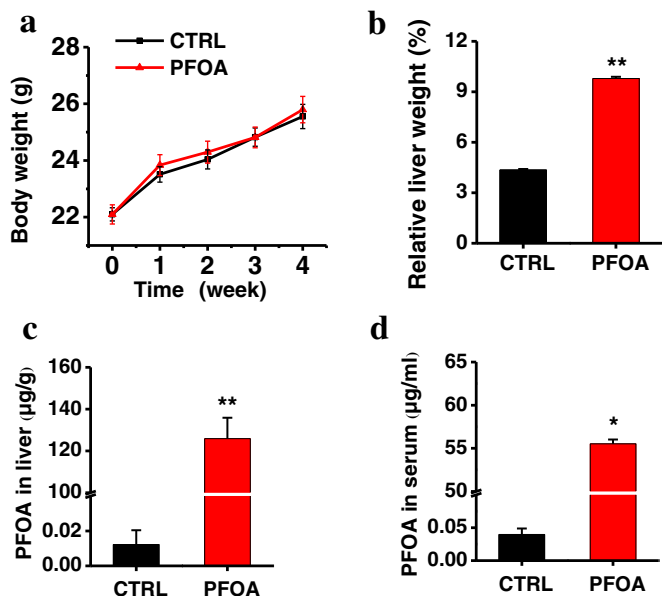 a
Body weight (g)
28
26
24
22
CTRL
PFOA
0 1 2 3 4
Time (week)
b
Relative liver weight (%)
12
9
6
3
0
**
CTRL PFOA
c
PFOA in liver (μg/g)
160
140
120
100
0.02
0.00
**
CTRL PFOA
d
PFOA in serum (μg/ml)
65
60
55
50
0.05
0.00
*
CTRL PFOA